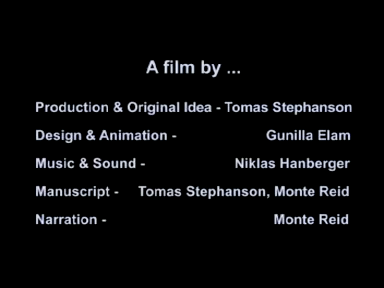 A film by ...
Production & Original Idea - Tomas Stephanson
Design & Animation - Gunilla Elam
Music & Sound - Niklas Hanberger
Manuscript - Tomas Stephanson, Monte Reid
Narration - Monte Reid